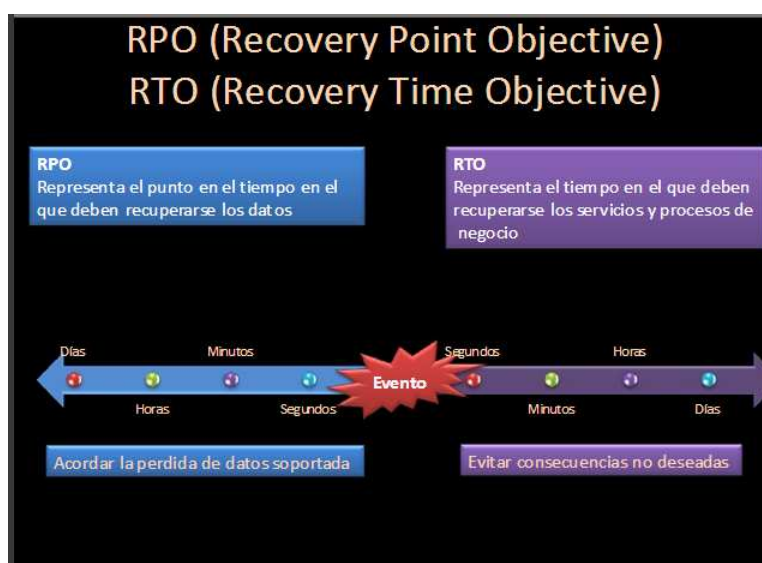 RPO (Recovery Point Objective)
RTO (Recovery Time Objective)
RPO
Representa el punto en el tiempo en el
que deben recuperarse los datos
RTO
Representa el tiempo en el que deben
recuperarse los servicios y procesos de
negocio
Días
Minutos
Horas
Segundos
Evento
Segundos
Horas
Minutos
Días
Acordar la perdida de datos soportada
Evitar consecuencias no deseadas